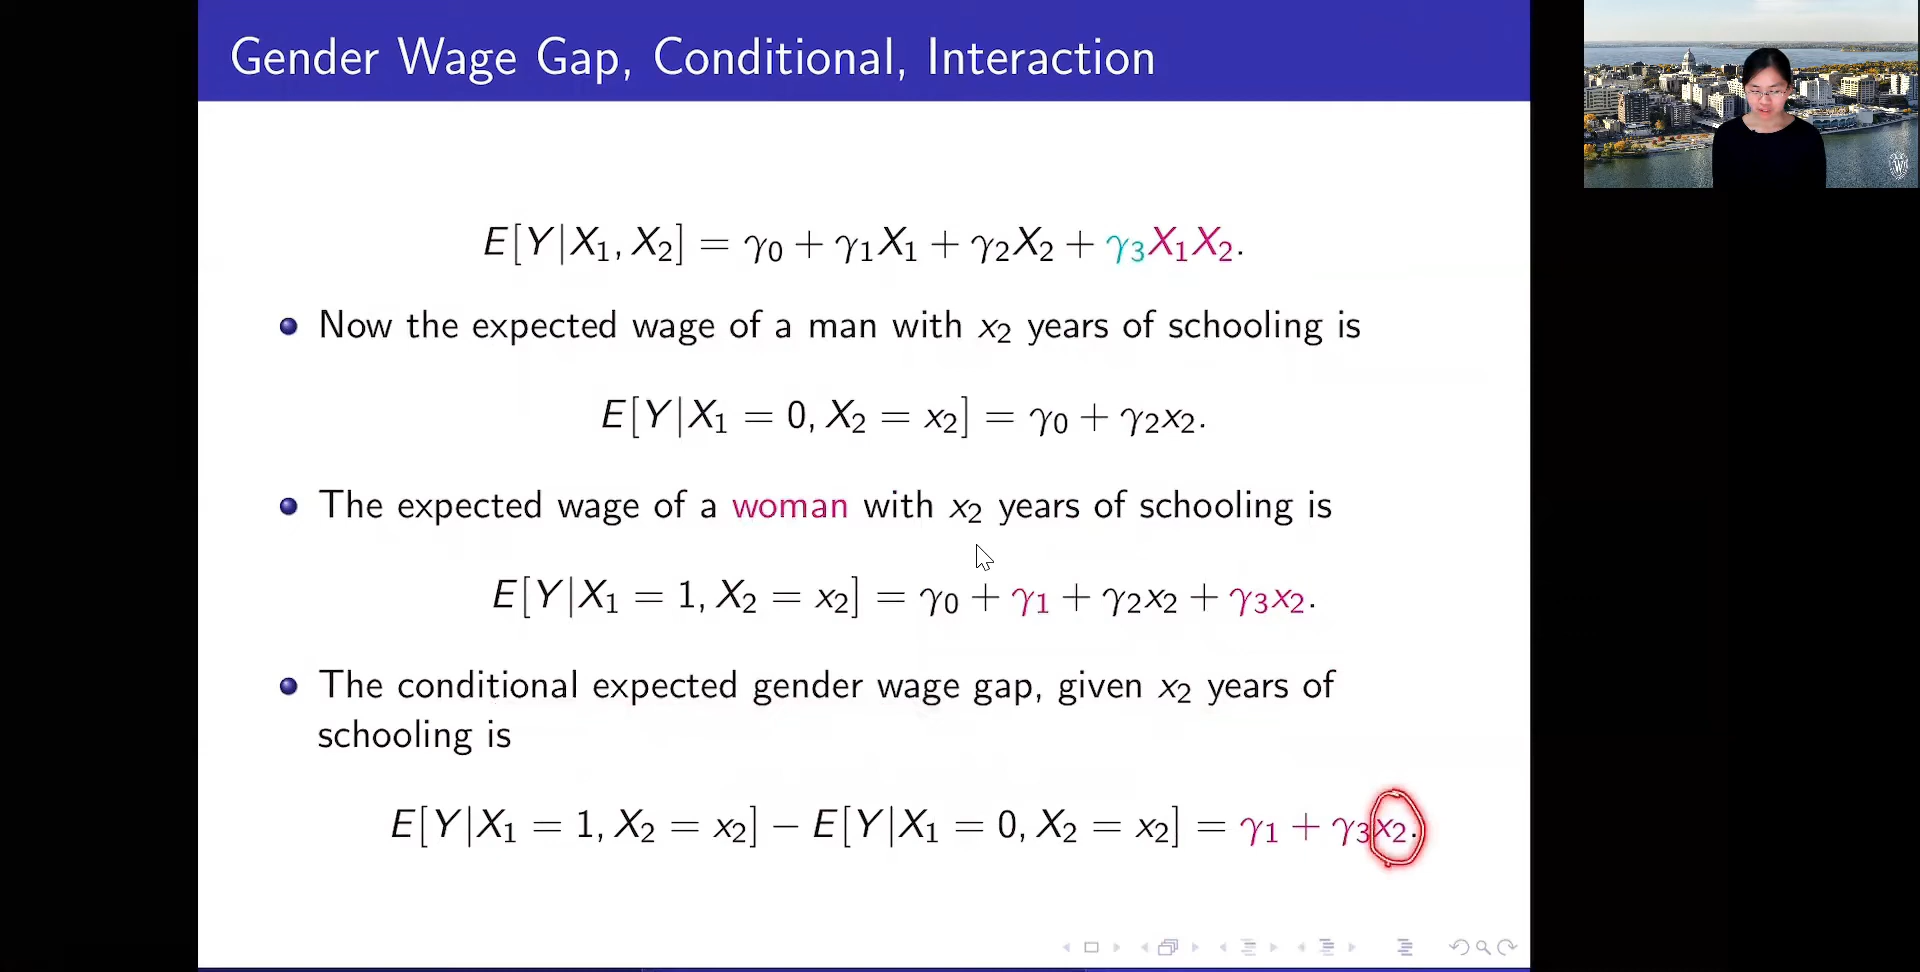 Gender Wage Gap, Conditional, Interaction
E[Y|X₁, X₂] = γ₀ + γ₁X₁ + γ₂X₂ + γ₃X₁X₂.
Now the expected wage of a man with x₂ years of schooling is
E[Y|X₁ = 0, X₂ = x₂] = γ₀ + γ₂x₂.
The expected wage of a woman with x₂ years of schooling is
E[Y|X₁ = 1, X₂ = x₂] = γ₀ + γ₁ + γ₂x₂ + γ₃x₂.
The conditional expected gender wage gap, given x₂ years of
schooling is
E[Y|X₁ = 1, X₂ = x₂] − E[Y|X₁ = 0, X₂ = x₂] = γ₁ + γ₃x₂.
W